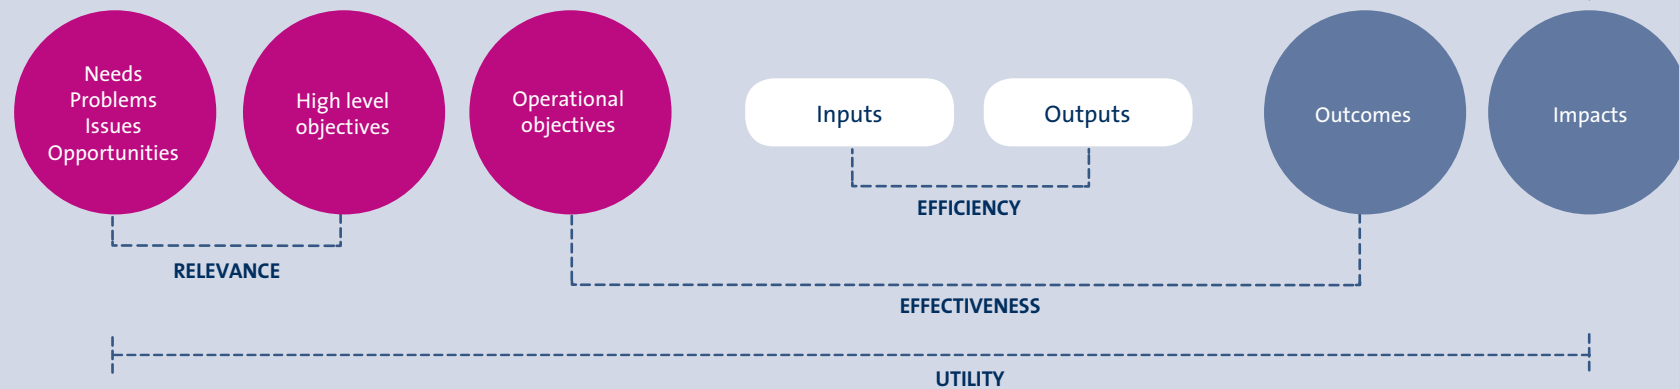 Needs
Problems
Issues
Opportunities
High level
objectives
Operational
objectives
Inputs
Outputs
Outcomes
Impacts
EFFICIENCY
RELEVANCE
EFFECTIVENESS
UTILITY